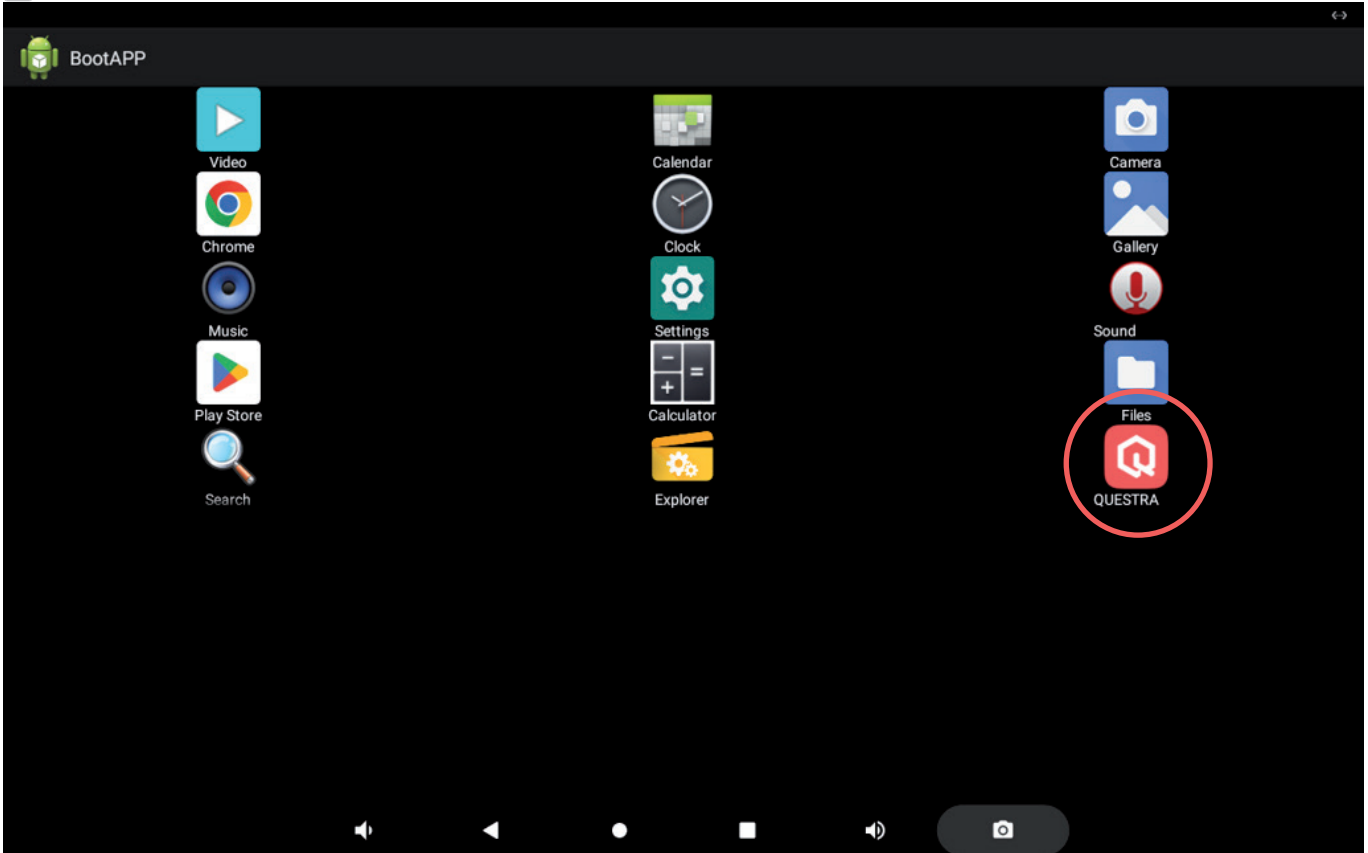 BootAPP
Video
Calendar
Camera
Chrome
Clock
Gallery
Music
Settings
Sound
Play Store
Calculator
Files
Search
Explorer
QUESTRA